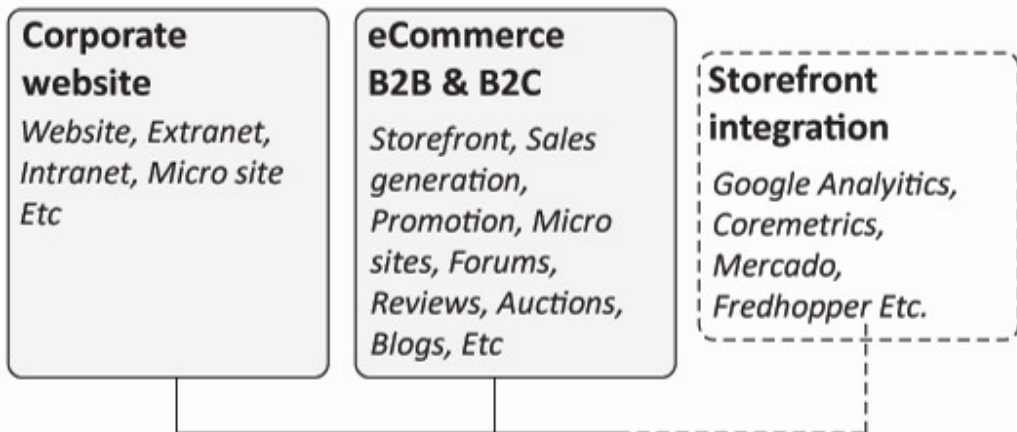 Corporate
website
Website, Extranet,
Intranet, Micro site
Etc
eCommerce
B2B & B2C
Storefront, Sales
generation,
Promotion, Micro
sites, Forums,
Reviews, Auctions,
Blogs, Etc
Storefront
integration
Google Analyitics,
Coremetrics,
Mercado,
Fredhopper Etc.